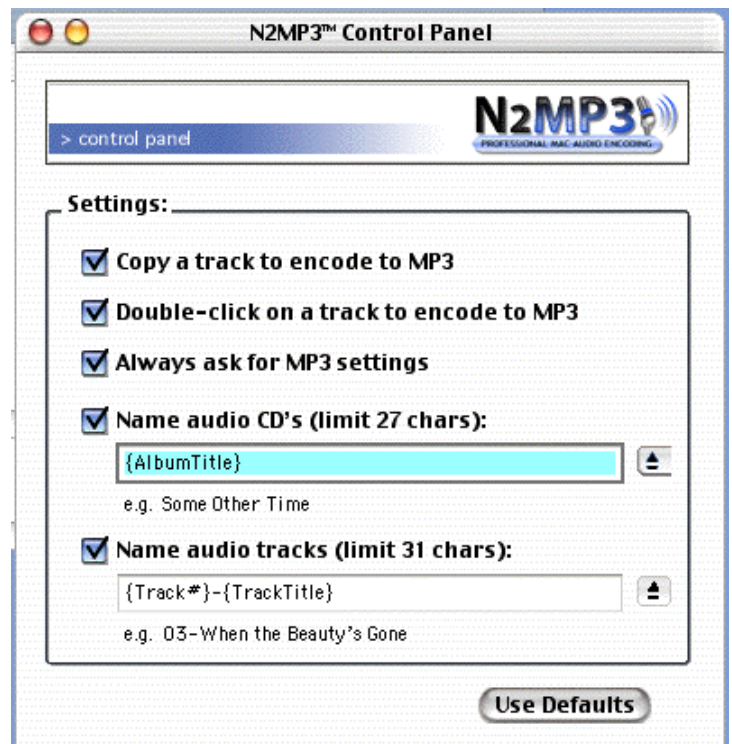 N2MP3™ Control Panel
N2MP3
PROFESSIONAL MAC AUDIO ENCODING
> control panel
Settings:
Copy a track to encode to MP3
Double-click on a track to encode to MP3
Always ask for MP3 settings
Name audio CD's (limit 27 chars):
{AlbumTitle}
e.g. Some Other Time
Name audio tracks (limit 31 chars):
{Track#}-{TrackTitle}
e.g. 03-When the Beauty's Gone
Use Defaults